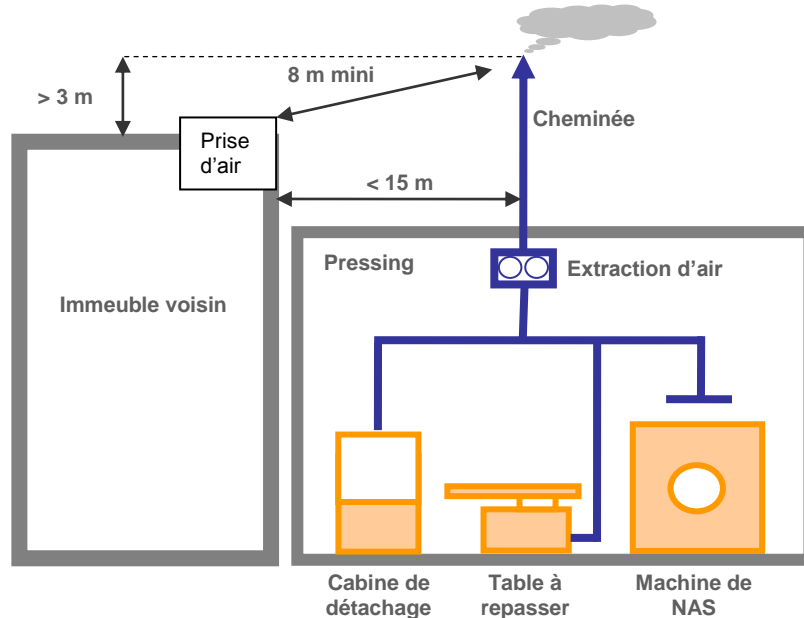 8 m mini
> 3 m
Cheminée
Prise
d’air
< 15 m
Pressing
Extraction d’air
Immeuble voisin
Cabine de
détachage
Table à
repasser
Machine de
NAS